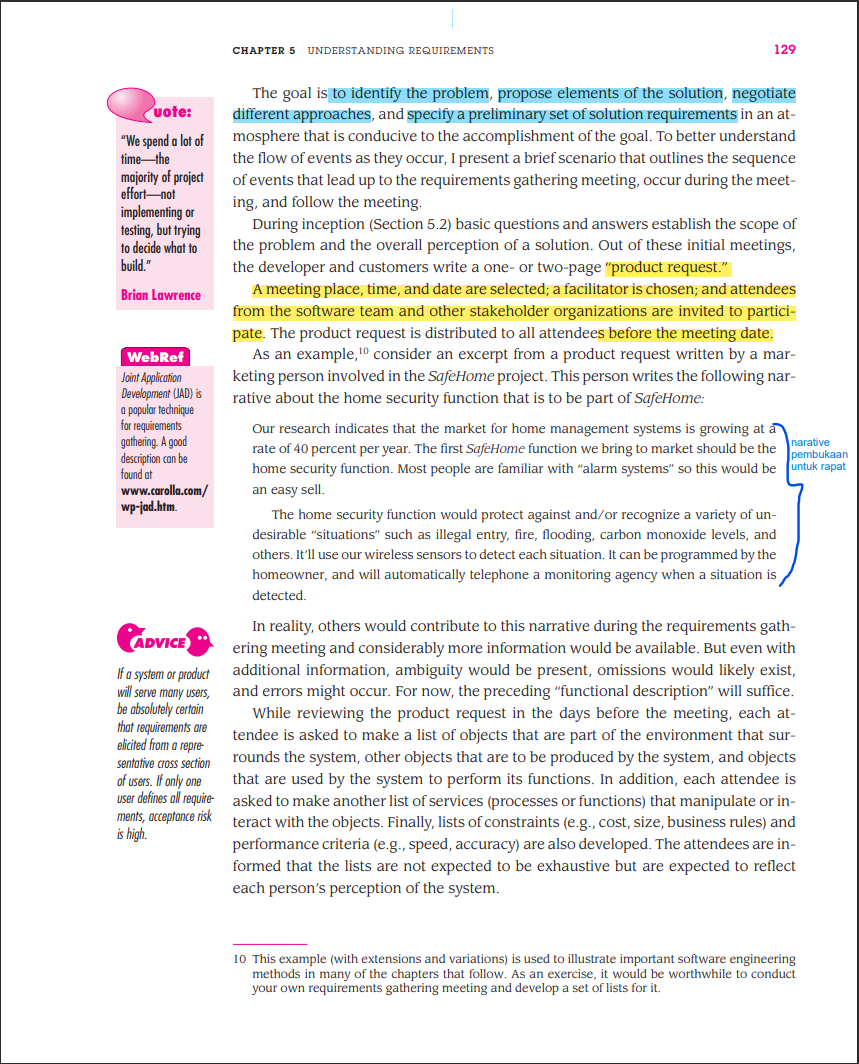 CHAPTER 5 UNDERSTANDING REQUIREMENTS 129
The goal is to identify the problem, propose elements of the solution, negotiate
different approaches, and specify a preliminary set of solution requirements in an at-
mosphere that is conducive to the accomplishment of the goal. To better understand
the flow of events as they occur, I present a brief scenario that outlines the sequence
of events that lead up to the requirements gathering meeting, occur during the meet-
ing, and follow the meeting.
During inception (Section 5.2) basic questions and answers establish the scope of
the problem and the overall perception of a solution. Out of these initial meetings,
the developer and customers write a one- or two-page “product request.”
A meeting place, time, and date are selected; a facilitator is chosen; and attendees
from the software team and other stakeholder organizations are invited to partici-
pate. The product request is distributed to all attendees before the meeting date.
As an example,10 consider an excerpt from a product request written by a mar-
keting person involved in the SafeHome project. This person writes the following nar-
rative about the home security function that is to be part of SafeHome:
Our research indicates that the market for home management systems is growing at a
rate of 40 percent per year. The first SafeHome function we bring to market should be the
home security function. Most people are familiar with “alarm systems” so this would be
an easy sell.
The home security function would protect against and/or recognize a variety of un-
desirable “situations” such as illegal entry, fire, flooding, carbon monoxide levels, and
others. It’ll use our wireless sensors to detect each situation. It can be programmed by the
homeowner, and will automatically telephone a monitoring agency when a situation is
detected.
narative
pembukaan
untuk rapat
In reality, others would contribute to this narrative during the requirements gath-
ering meeting and considerably more information would be available. But even with
additional information, ambiguity would be present, omissions would likely exist,
and errors might occur. For now, the preceding “functional description” will suffice.
While reviewing the product request in the days before the meeting, each at-
tendee is asked to make a list of objects that are part of the environment that sur-
rounds the system, other objects that are to be produced by the system, and objects
that are used by the system to perform its functions. In addition, each attendee is
asked to make another list of services (processes or functions) that manipulate or in-
teract with the objects. Finally, lists of constraints (e.g., cost, size, business rules) and
performance criteria (e.g., speed, accuracy) are also developed. The attendees are in-
formed that the lists are not expected to be exhaustive but are expected to reflect
each person’s perception of the system.
uote:
“We spend a lot of
time—the
majority of project
effort—not
implementing or
testing, but trying
to decide what to
build.”
Brian Lawrence
WebRef
Joint Application
Development (JAD) is
a popular technique
for requirements
gathering. A good
description can be
found at
www.carolla.com/
wp-jad.htm.
ADVICE
If a system or product
will serve many users,
be absolutely certain
that requirements are
elicited from a repre-
sentative cross section
of users. If only one
user defines all require-
ments, acceptance risk
is high.
10 This example (with extensions and variations) is used to illustrate important software engineering
methods in many of the chapters that follow. As an exercise, it would be worthwhile to conduct
your own requirements gathering meeting and develop a set of lists for it.